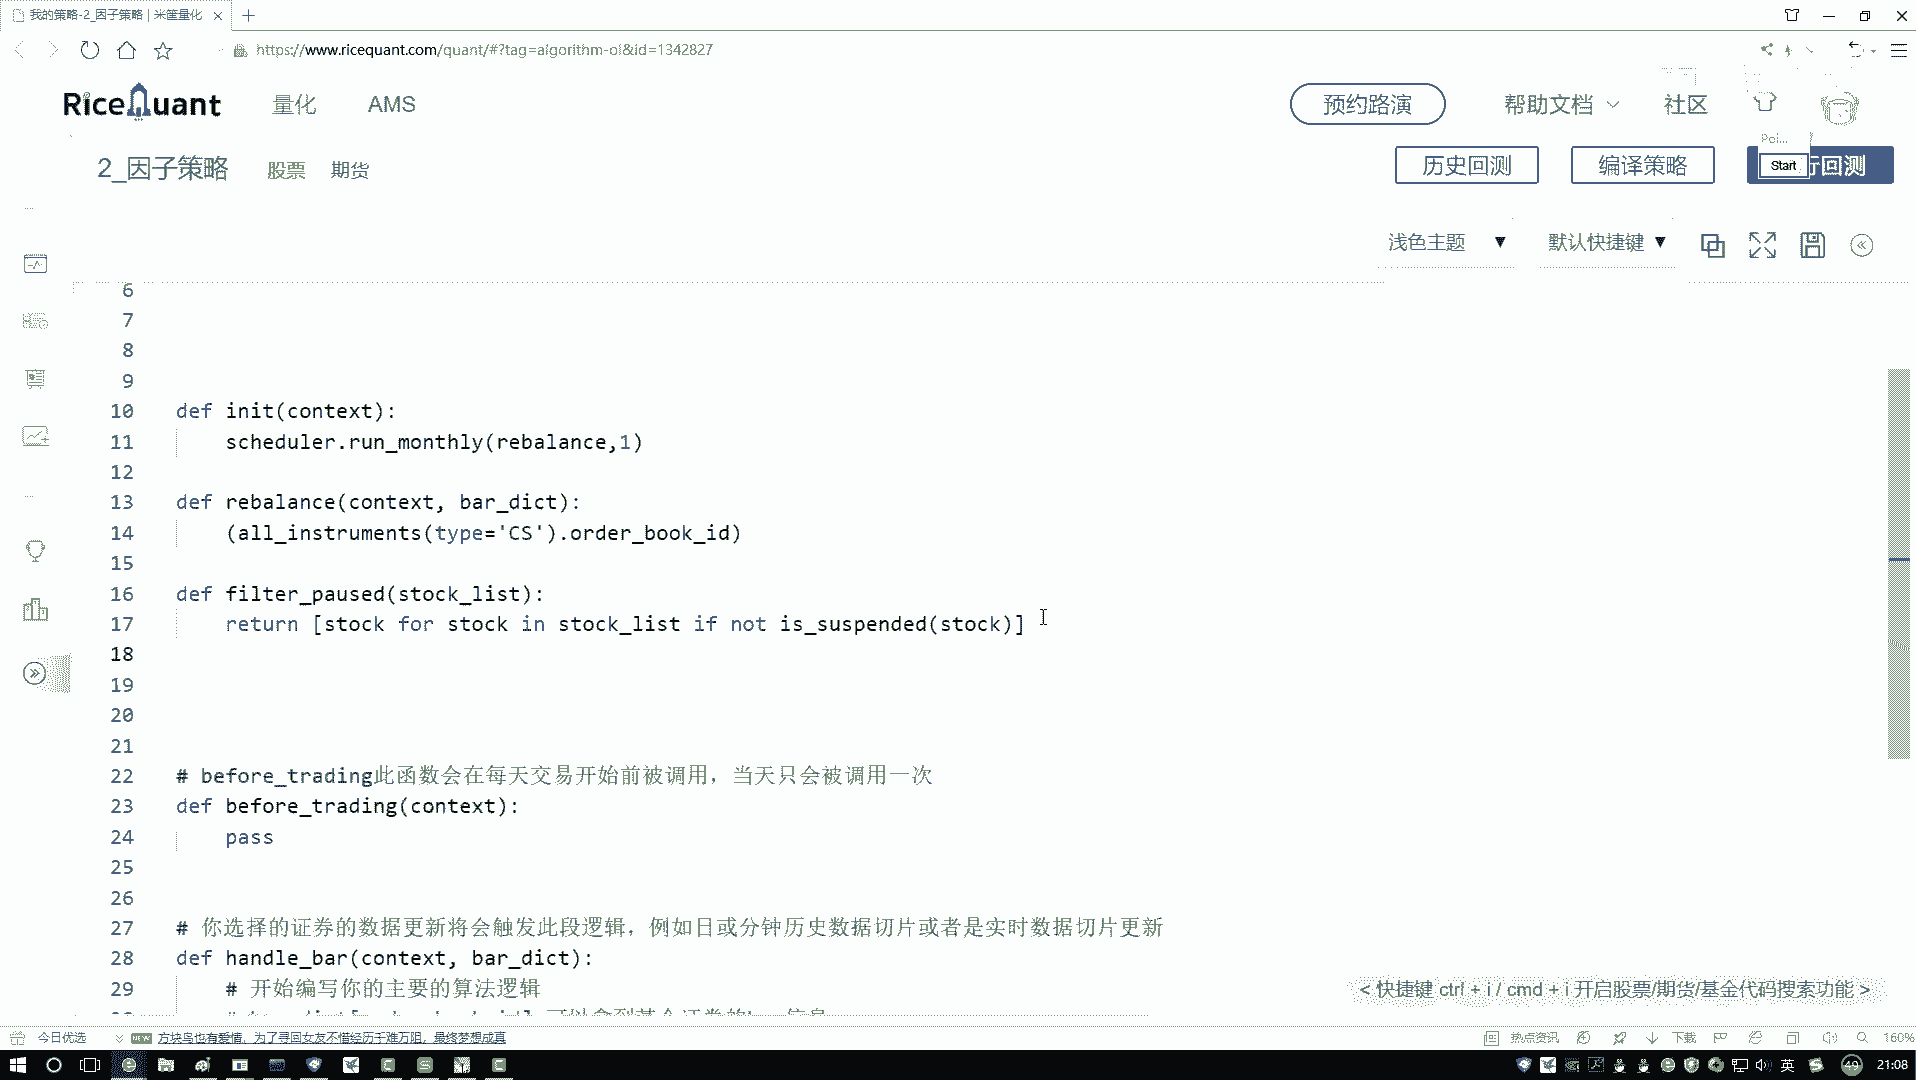 我的策略-2_因子策略 | 米筐量化
https://www.ricequant.com/quant/#?tag=algorithm-ol&id=1342827
RiceQuant 量化 AMS 预约路演 帮助文档 社区
Poi...
2_因子策略 股票 期货 历史回测 编译策略 Start 行回测
浅色主题 ▼ 默认快捷键 ▼
6
7
8
9
10 def init(context):
11 scheduler.run_monthly(rebalance,1)
12
13 def rebalance(context, bar_dict):
14 (all_instruments(type='CS').order_book_id)
15
16 def filter_paused(stock_list):
17 return [stock for stock in stock_list if not is_suspended(stock)]
18
19
20
21
22 # before_trading此函数会在每天交易开始前被调用，当天只会被调用一次
23 def before_trading(context):
24 pass
25
26
27 # 你选择的证券的数据更新将会触发此段逻辑，例如日或分钟历史数据切片或者是实时数据切片更新
28 def handle_bar(context, bar_dict):
29 # 开始编写你的主要的算法逻辑
< 快捷键 ctrl + i / cmd + i 开启股票/期货/基金代码搜索功能 >
今日优选 NEW 方块鸟也有爱情，为了寻回女友不惜经历千难万阻，最终梦想成真 热点资讯 下载 160%
英 49 21:08